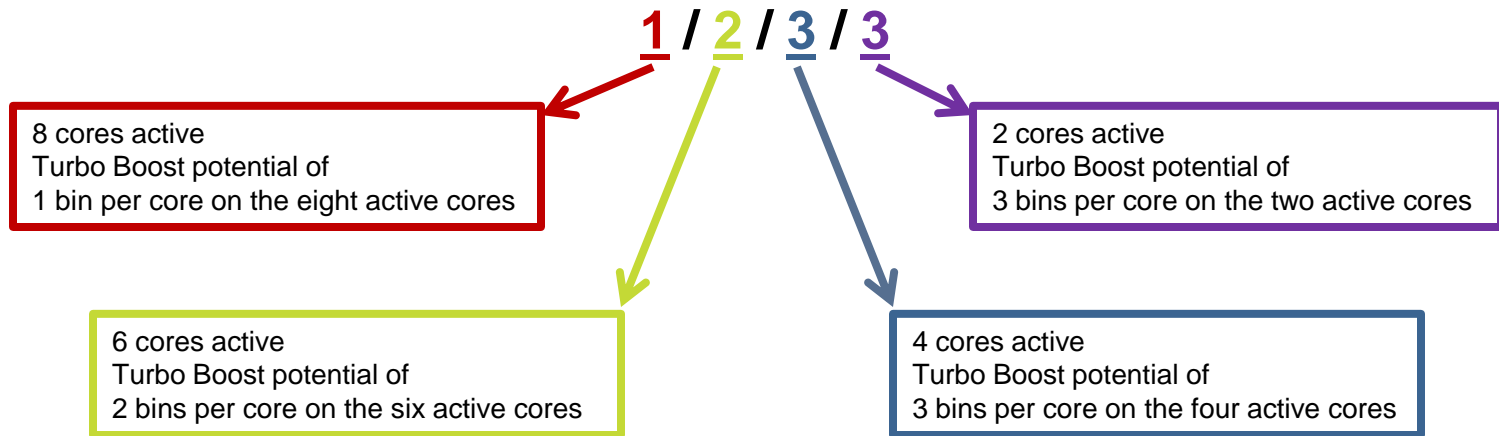 1 / 2 / 3 / 3
8 cores active
Turbo Boost potential of
1 bin per core on the eight active cores
2 cores active
Turbo Boost potential of
3 bins per core on the two active cores
6 cores active
Turbo Boost potential of
2 bins per core on the six active cores
4 cores active
Turbo Boost potential of
3 bins per core on the four active cores